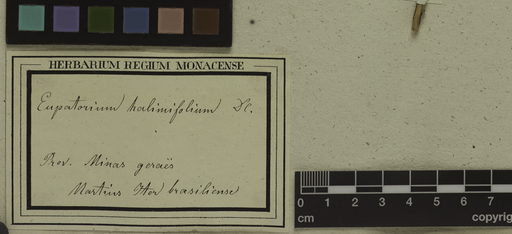 HERBARIUM REGIUM MONACENSE
Eupatorium halimifolium DC.
Prov. Minas geraës
Martius Iter brasiliense
0 1 2 3 4 5 6 7
cm copyrig